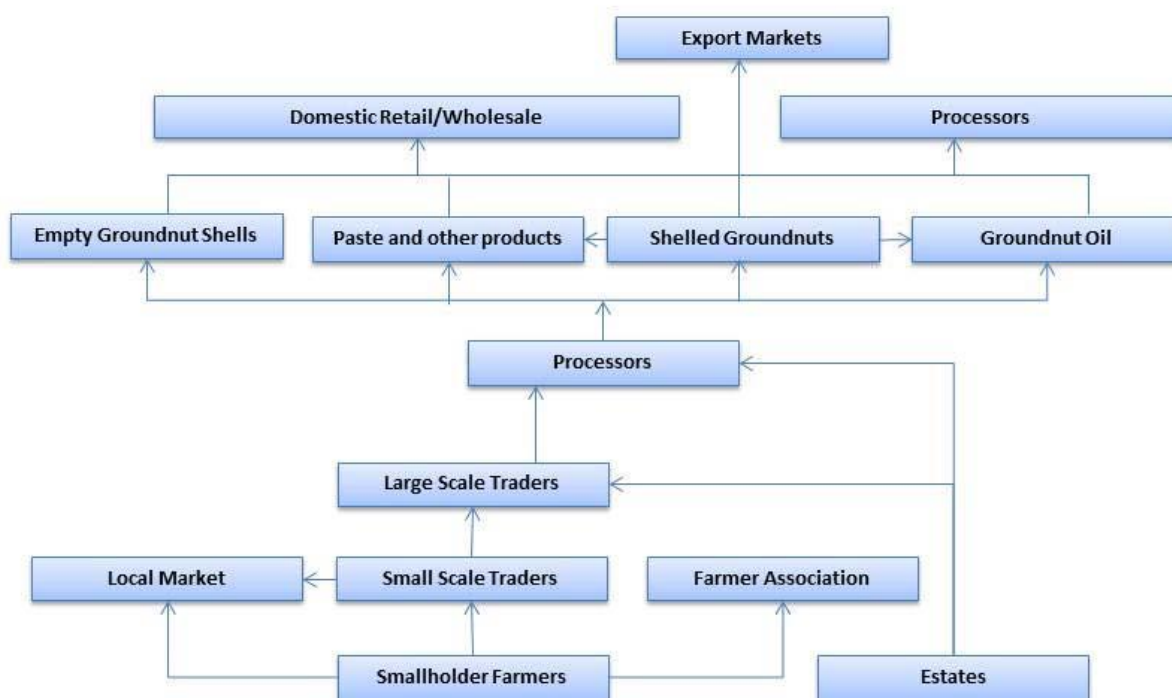 Export Markets
Domestic Retail/Wholesale
Processors
Empty Groundnut Shells
Paste and other products
Shelled Groundnuts
Groundnut Oil
Processors
Large Scale Traders
Local Market
Small Scale Traders
Farmer Association
Smallholder Farmers
Estates